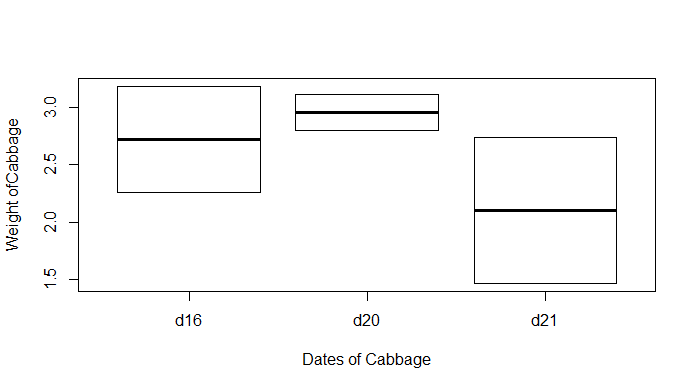 Weight ofCabbage
3.0
2.5
2.0
1.5
d16 d20 d21
Dates of Cabbage